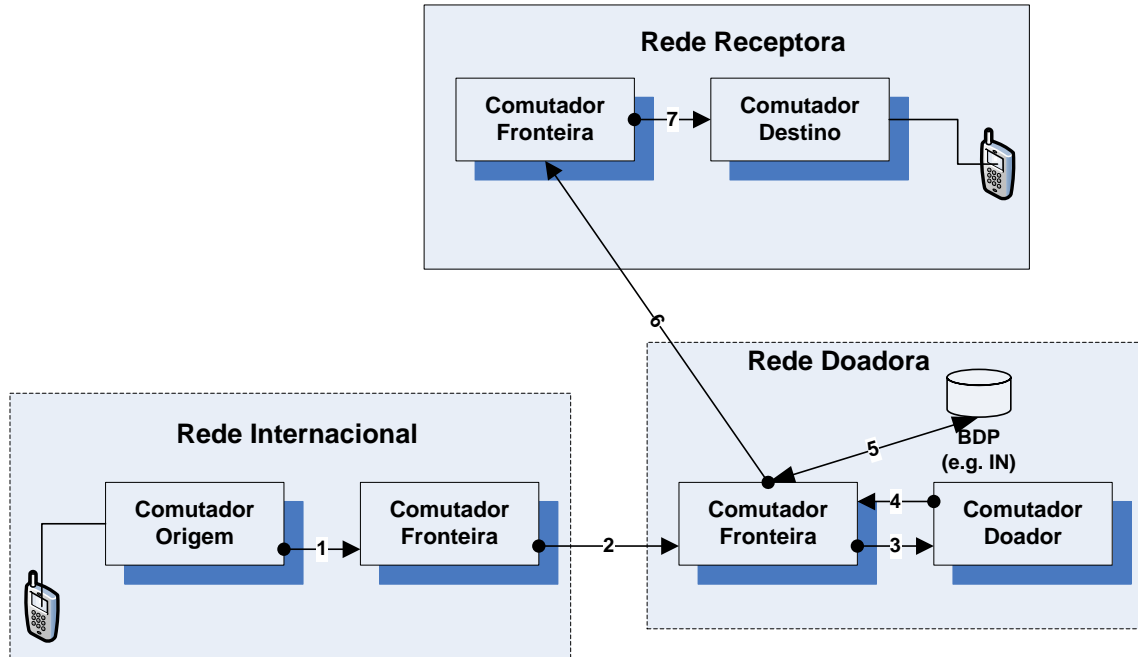 Rede Receptora
Comutador
Fronteira
7
Comutador
Destino
6
Rede Doadora
BDP
(e.g. IN)
5
Rede Internacional
Comutador
Origem
1
Comutador
Fronteira
2
Comutador
Fronteira
4
3
Comutador
Doador